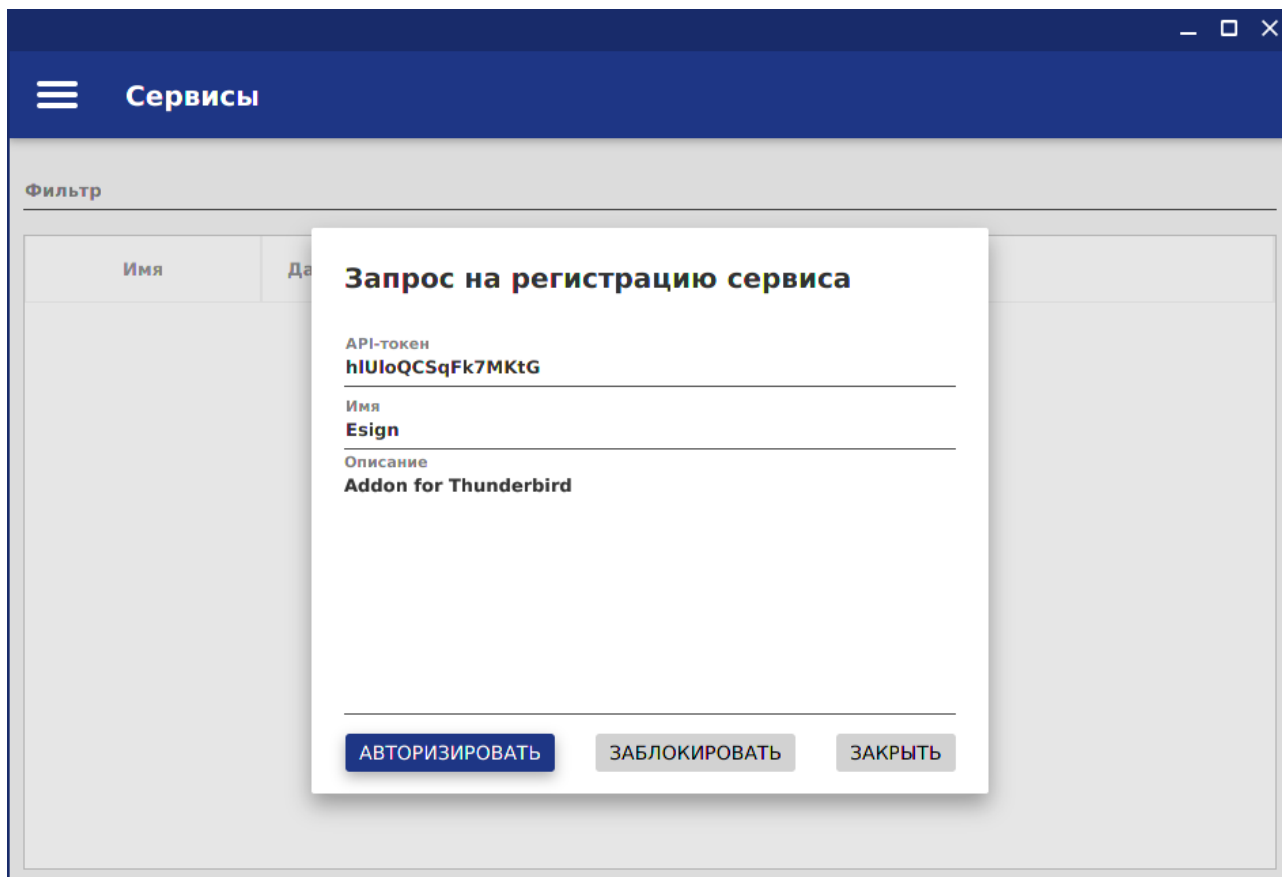 Сервисы
Фильтр
Имя
Да
Запрос на регистрацию сервиса
API-токен
hlUloQCSqFk7MKtG
Имя
Esign
Описание
Addon for Thunderbird
АВТОРИЗИРОВАТЬ ЗАБЛОКИРОВАТЬ ЗАКРЫТЬ